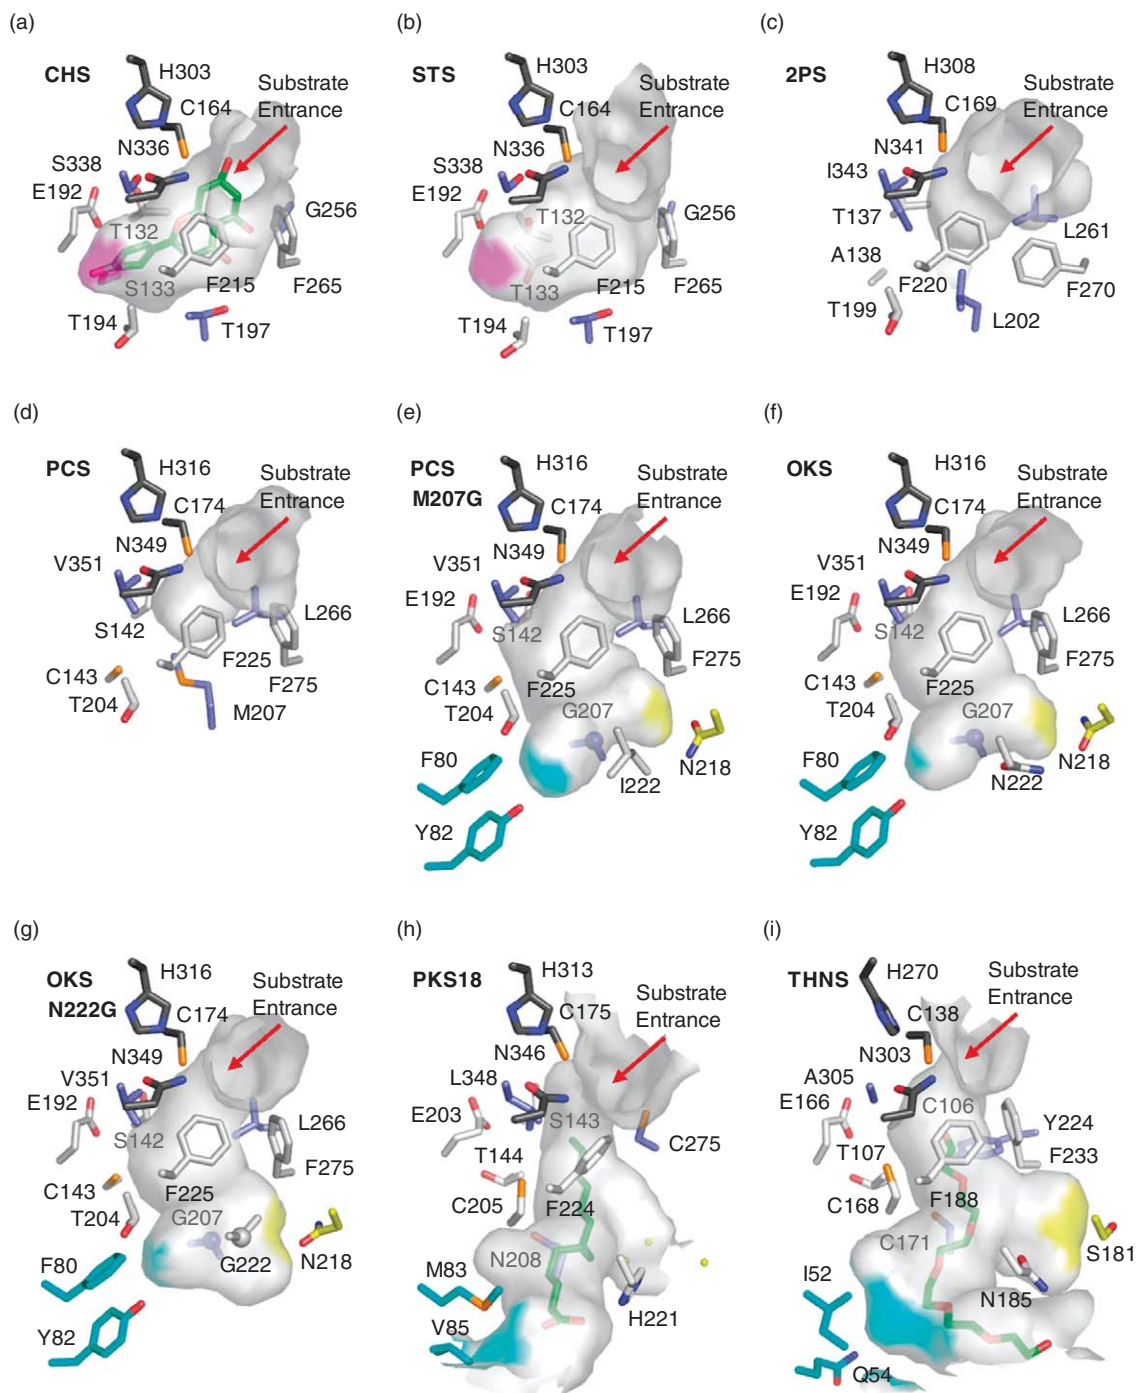 (a)
CHS
H303
Substrate
Entrance
C164
N336
S338
E192
T132
G256
S133
F215
F265
T194
T197
(b)
STS
H303
Substrate
Entrance
C164
N336
S338
E192
T132
G256
T133
F215
F265
T194
T197
(c)
2PS
H308
Substrate
Entrance
C169
N341
I343
T137
L261
A138
F220
F270
T199
L202
(d)
PCS
H316
Substrate
Entrance
C174
N349
V351
S142
L266
F225
C143
F275
T204
M207
(e)
PCS
M207G
H316
Substrate
Entrance
C174
N349
V351
E192
L266
S142
F275
C143
F225
T204
G207
F80
N218
I222
Y82
(f)
OKS
H316
Substrate
Entrance
C174
N349
V351
E192
L266
S142
F275
C143
F225
T204
G207
F80
N218
N222
Y82
(g)
OKS
N222G
H316
Substrate
Entrance
C174
N349
V351
E192
L266
S142
F275
C143
F225
T204
G207
F80
N218
G222
Y82
(h)
PKS18
H313
Substrate
Entrance
C175
N346
L348
E203
S143
C275
T144
C205
F224
N208
M83
H221
V85
(i)
THNS
H270
Substrate
Entrance
C138
N303
A305
E166
C106
Y224
T107
F233
C168
F188
C171
S181
I52
N185
Q54